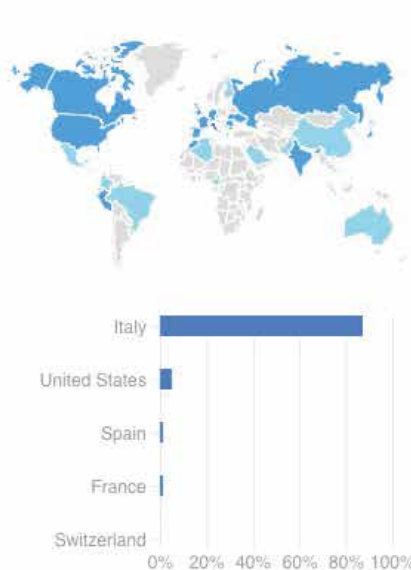 Italy
United States
Spain
France
Switzerland
0% 20% 40% 60% 80% 100%